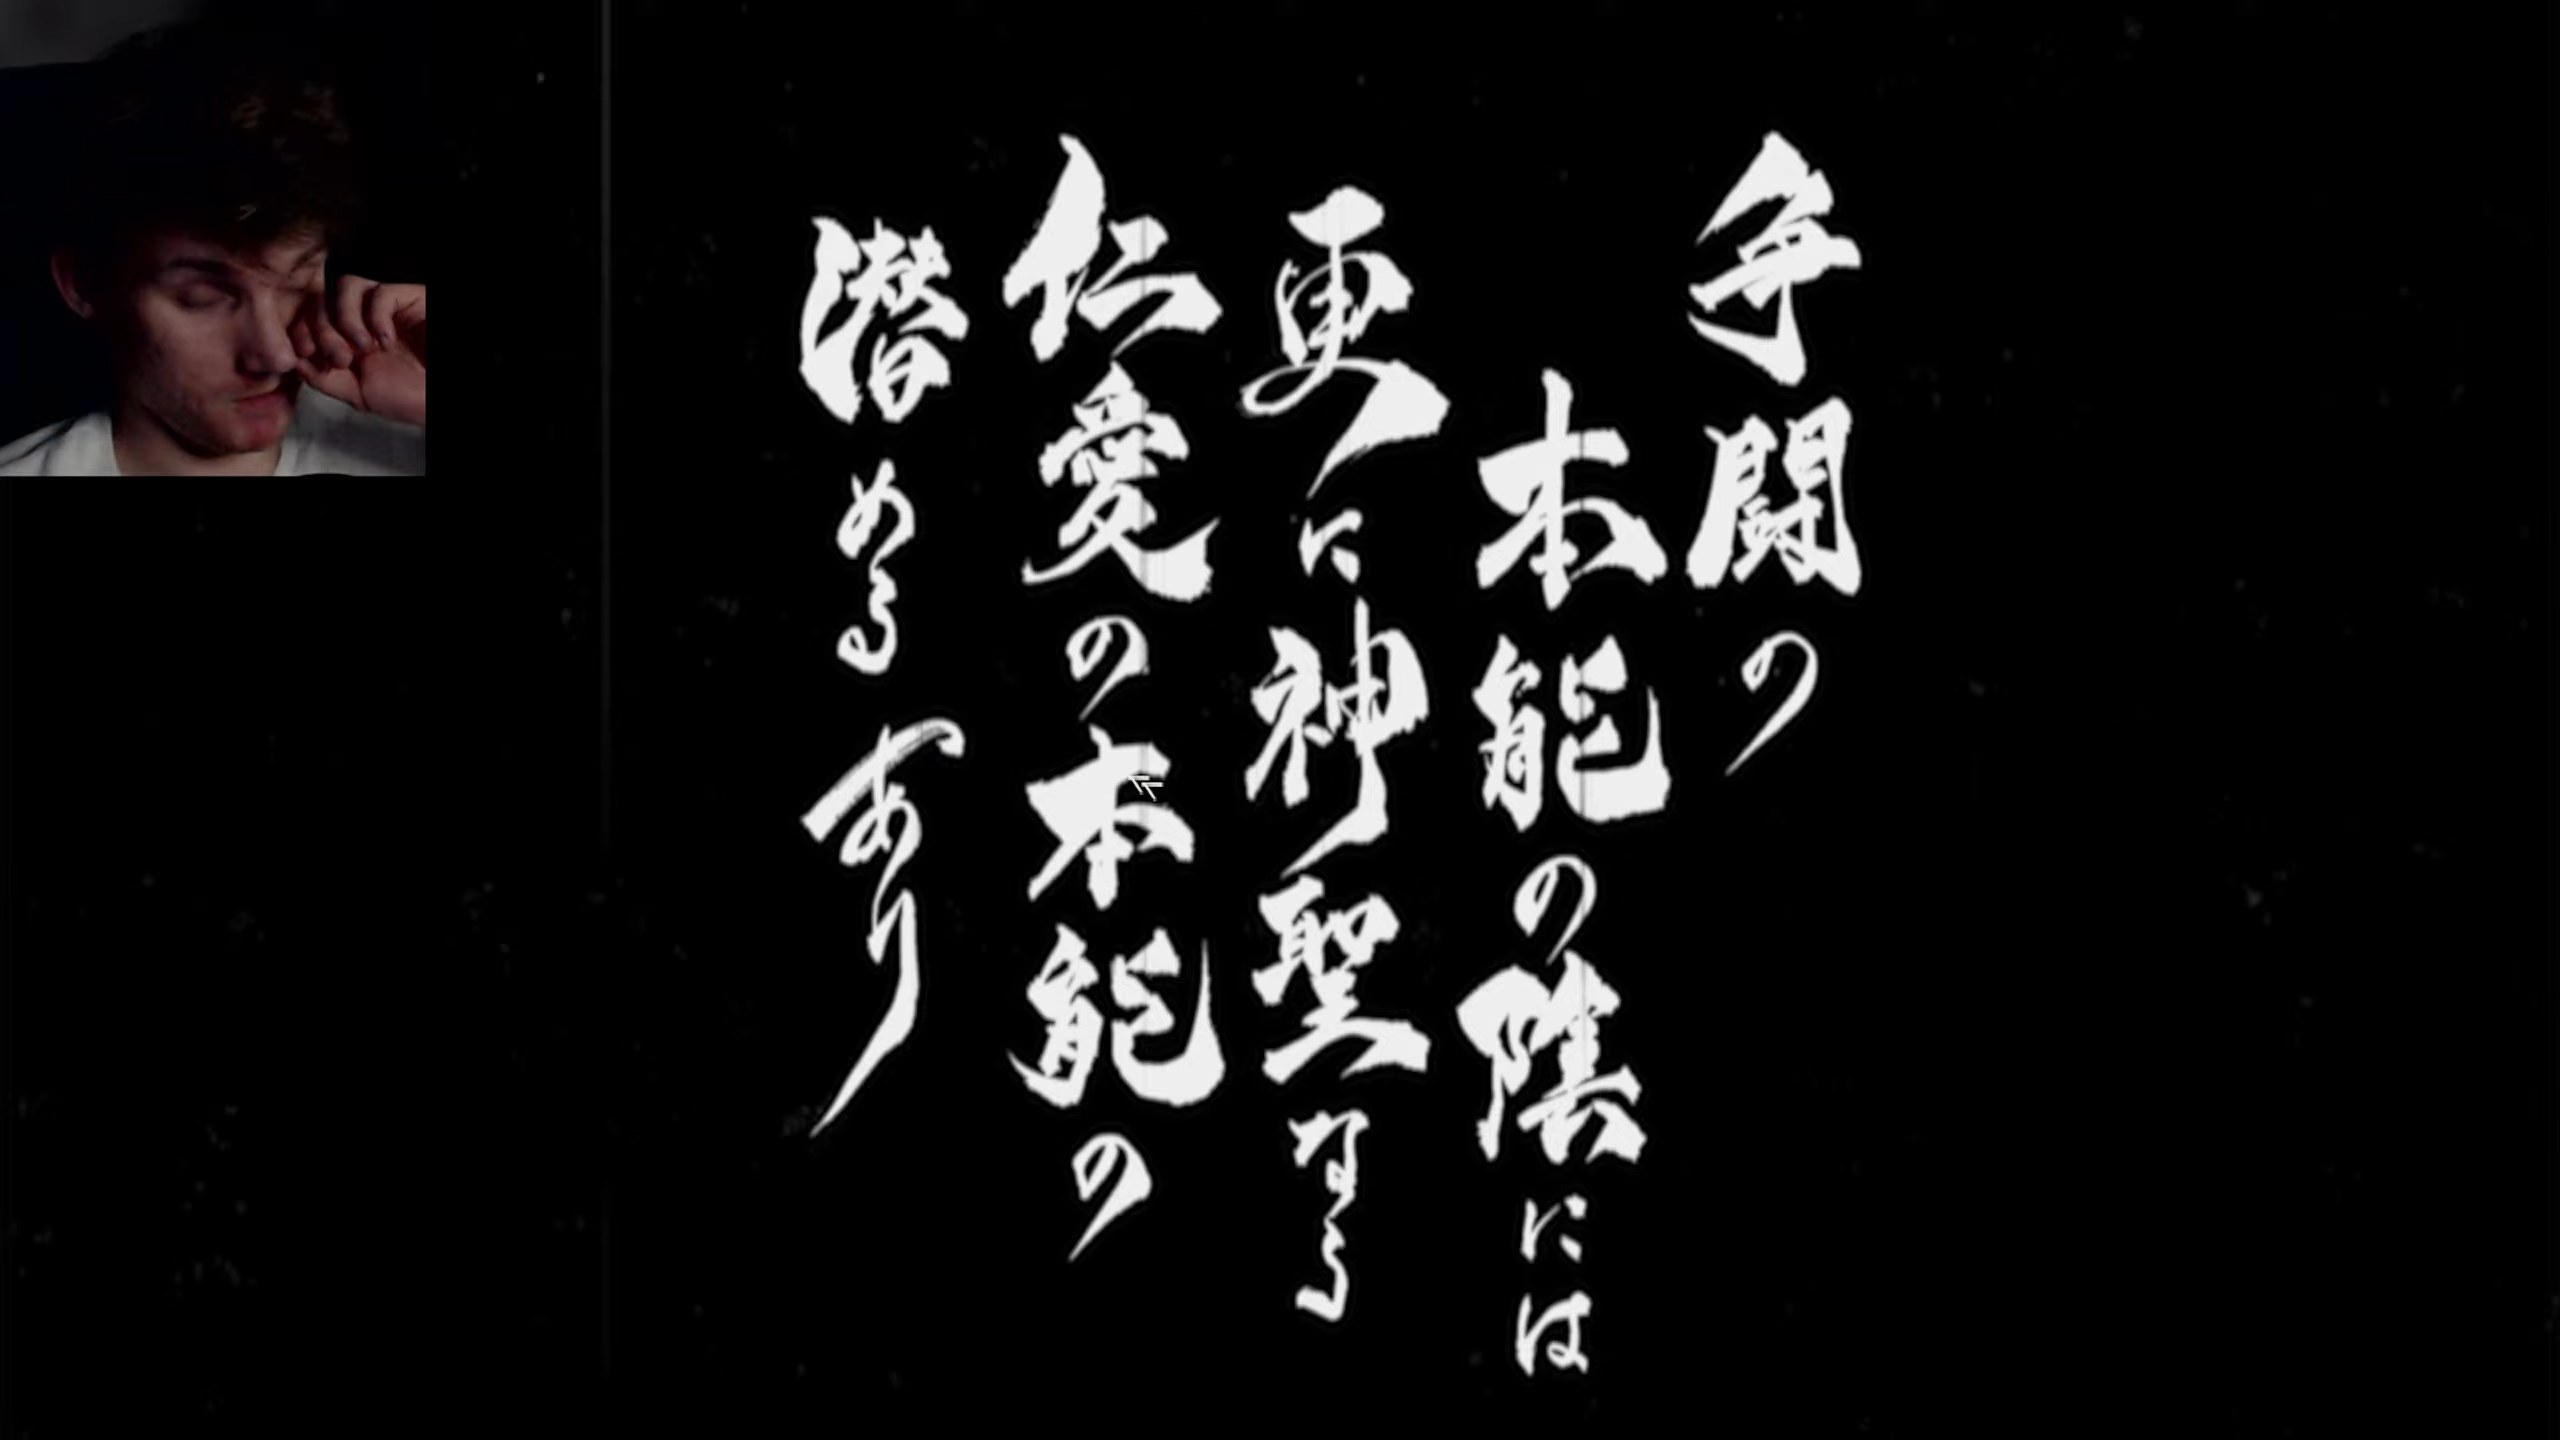 争闘の
本能の陰には
更に神聖なる
仁愛の本能の
潜めるあり